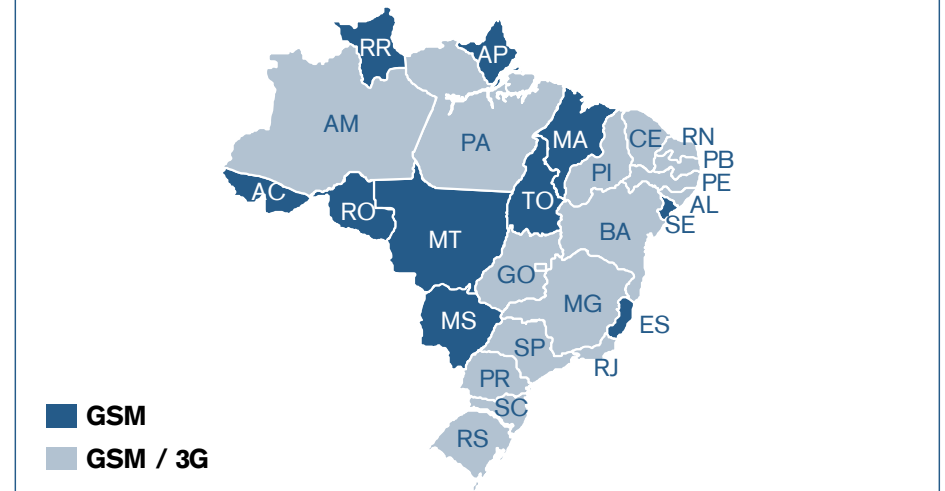 RR
AP
AM
PA
MA
CE
RN
PB
PI
PE
AC
RO
TO
AL
SE
MT
BA
GO
MG
MS
ES
SP
RJ
PR
SC
RS
GSM
GSM / 3G